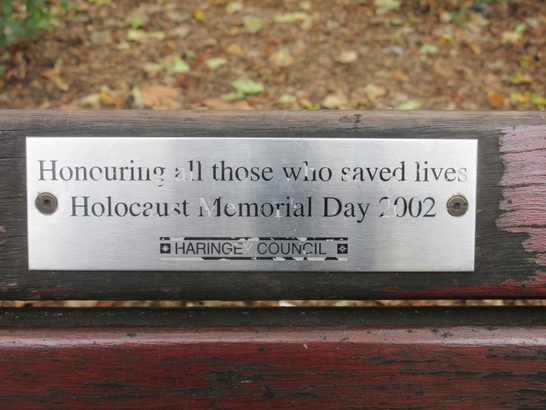 Honouring all those who saved lives
Holocaust Memorial Day 2002
HARINGEY COUNCIL